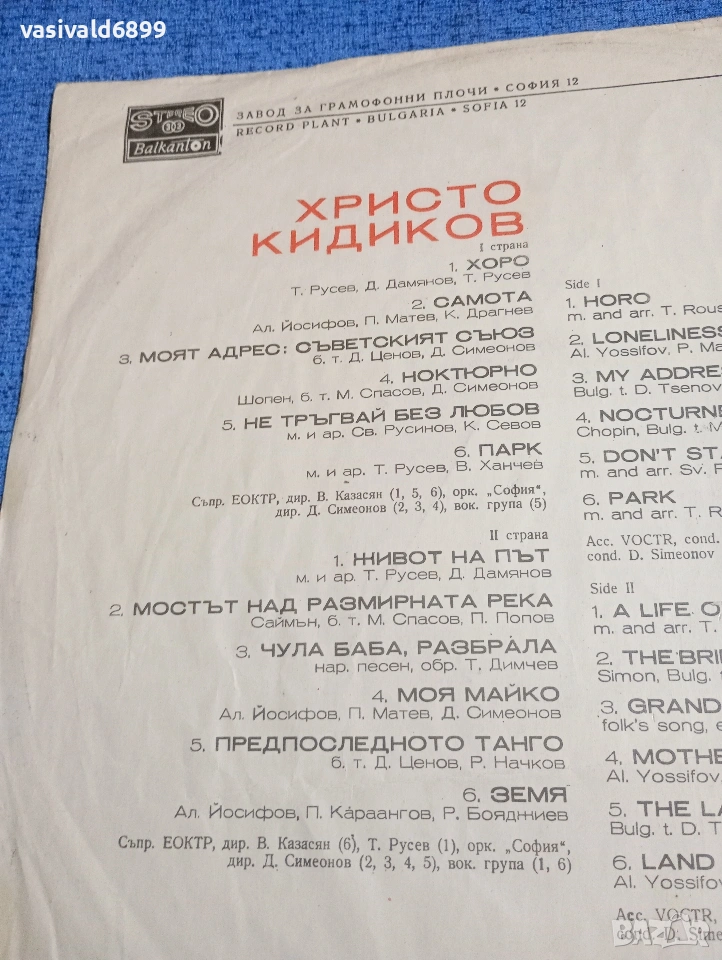 vasivald6899
STEREO
33
Balkanton
ЗАВОД ЗА ГРАМОФОННИ ПЛОЧИ • СОФИЯ 12
RECORD PLANT • BULGARIA • SOFIA 12
ХРИСТО
КИДИКОВ
I страна
1. ХОРО
Т. Русев, Д. Дамянов, Т. Русев
2. САМОТА
Ал. Йосифов, П. Матев, К. Драгнев
3. МОЯТ АДРЕС: СЪВЕТСКИЯТ СЪЮЗ
б. т. Д. Ценов, Д. Симеонов
4. НОКТЮРНО
Шопен, б. т. М. Спасов, Д. Симеонов
5. НЕ ТРЪГВАЙ БЕЗ ЛЮБОВ
м. и ар. Св. Русинов, К. Севов
6. ПАРК
м. и ар. Т. Русев, В. Ханчев
Съпр. ЕОКТР, дир. В. Казасян (1, 5, 6), орк. „София“,
дир. Д. Симеонов (2, 3, 4), вок. група (5)
II страна
1. ЖИВОТ НА ПЪТ
м. и ар. Т. Русев, Д. Дамянов
2. МОСТЪТ НАД РАЗМИРНАТА РЕКА
Саймън, б. т. М. Спасов, П. Попов
3. ЧУЛА БАБА, РАЗБРАЛА
нар. песен, обр. Т. Димчев
4. МОЯ МАЙКО
Ал. Йосифов, П. Матев, Д. Симеонов
5. ПРЕДПОСЛЕДНОТО ТАНГО
б. т. Д. Ценов, Р. Начков
6. ЗЕМЯ
Ал. Йосифов, П. Караангов, Р. Бояджиев
Съпр. ЕОКТР, дир. В. Казасян (6), Т. Русев (1), орк. „София“,
дир. Д. Симеонов (2, 3, 4, 5), вок. група (1, 6)
Side I
1. HORO
m. and arr. T. Rous
2. LONELINESS
Al. Yossifov, P. Ma
3. MY ADDRES
Bulg. t. D. Tsenov
4. NOCTURNE
Chopin, Bulg. t. M
5. DON'T STA
m. and arr. Sv. R
6. PARK
m. and arr. T. R
Acc. VOCTR, cond.
cond. D. Simeonov
Side II
1. A LIFE O
m. and arr. T.
2. THE BRI
Simon, Bulg. t
3. GRAND
folk's song, e
4. MOTHE
Al. Yossifov,
5. THE LA
Bulg. t. D. T
6. LAND
Al. Yossifov
Acc. VOCTR,
cond. D. Sime
БАЗАР